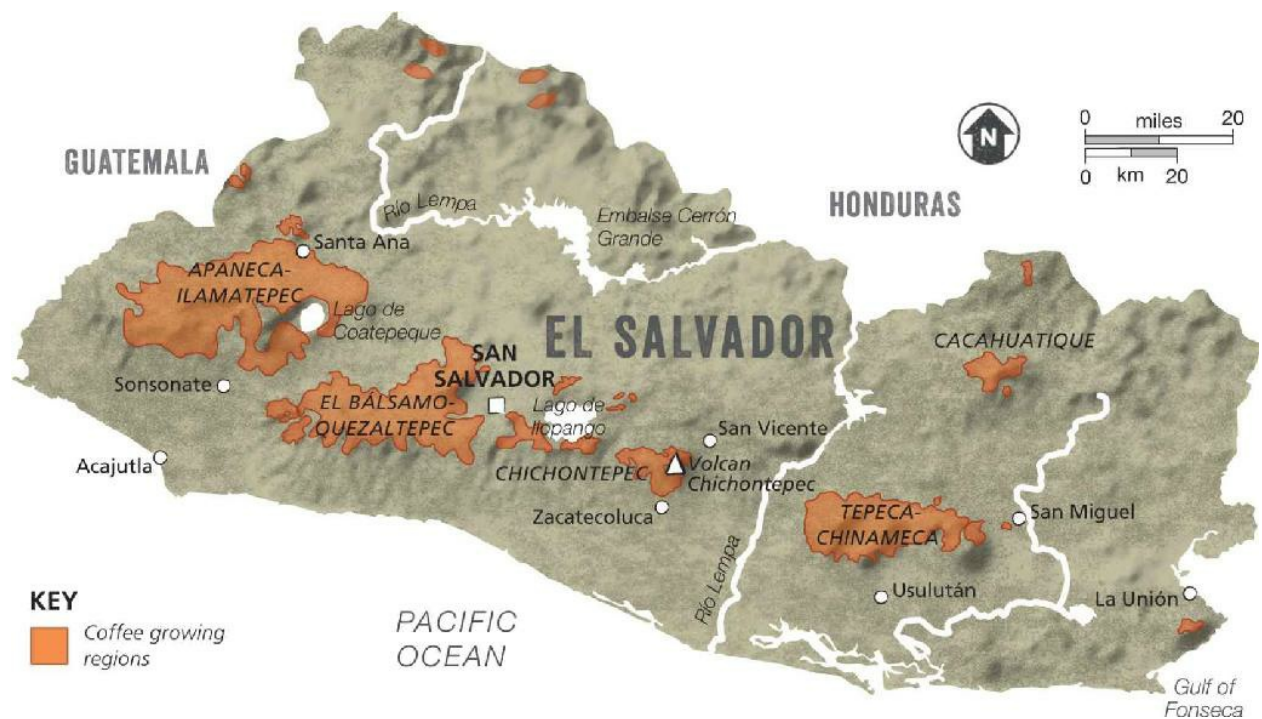 N
0 miles 20
0 km 20
GUATEMALA
HONDURAS
Río Lempa
Embalse Cerrón
Grande
Santa Ana
APANECA-
ILAMATEPEC
Lago de
Coatepeque
EL SALVADOR
CACAHUATIQUE
SAN
SALVADOR
Sonsonate
EL BÁLSAMO-
QUEZALTEPEC
Lago de
Ilopango
San Vicente
Acajutla
CHICHONTEPEC
Volcan
Chichontepec
Zacatecoluca
TEPECA-
CHINAMECA
San Miguel
Río Lempa
Usulután
La Unión
KEY
Coffee growing
regions
PACIFIC
OCEAN
Gulf of
Fonseca